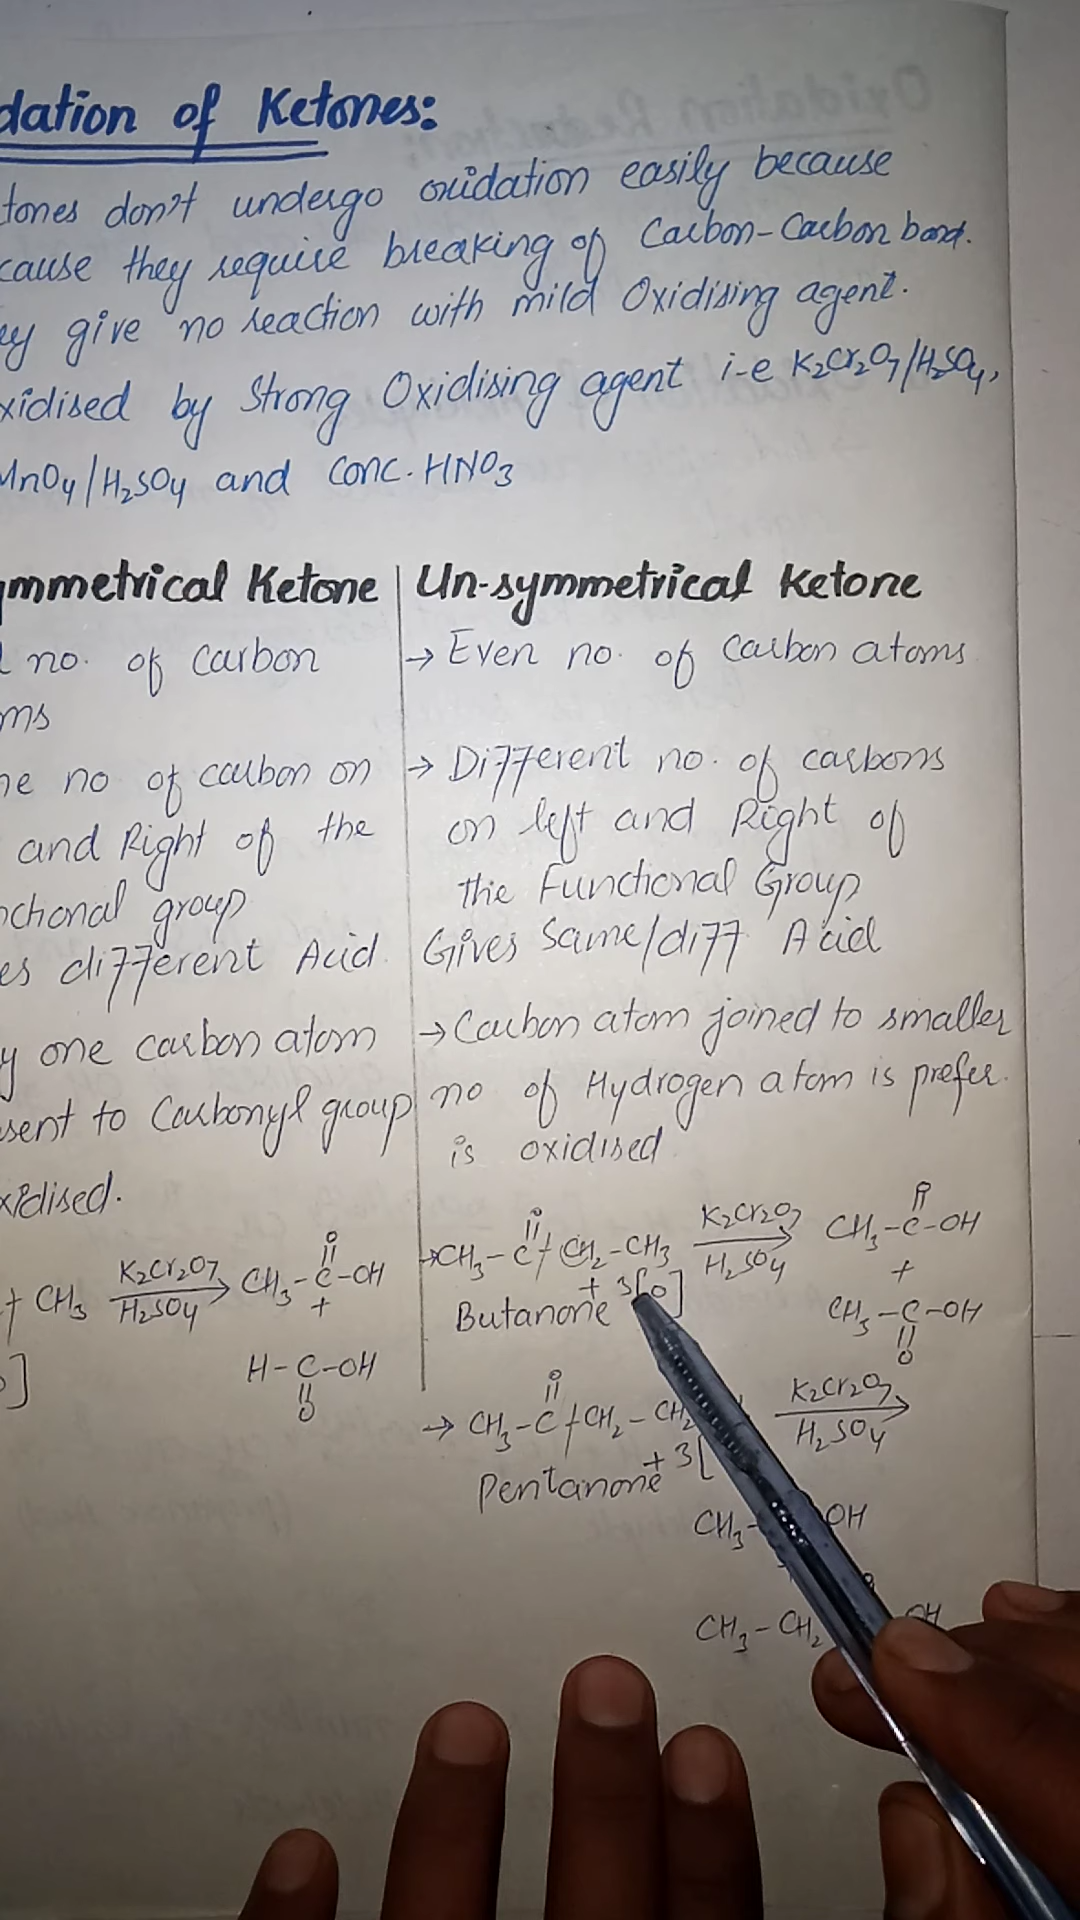 dation of Ketones:
tones don't undergo oxidation easily because
cause they require breaking of Carbon-Carbon bond.
ey give no reaction with mild Oxidising agent.
xidised by Strong Oxidising agent i-e K2Cr2O7/H2SO4,
MnO4/H2SO4 and Conc. HNO3
mmetrical Ketone
no. of Carbon
ms
ne no of carbon on
and Right of the
nctional group
es different Acid.
y one carbon atom
sent to Carbonyl group
xidised.
CH3 K2Cr2O7 H2SO4 CH3-C-OH
O
+
O]
H-C-OH
O
Un-symmetrical Ketone
→ Even no. of Carbon atoms
→ Different no. of carbons
on left and Right of
the Functional Group
Gives Same/diff Acid
→ Carbon atom joined to smaller
no of Hydrogen atom is prefer.
is oxidised
→CH3-C+CH2-CH3 K2Cr2O7 H2SO4 CH3-C-OH
O O
+ 3[O] +
Butanone CH3-C-OH
O
→ CH3-C+CH2-CH2 K2Cr2O7 H2SO4
O
+ 3[
Pentanone
CH3- OH
CH3-CH2 OH